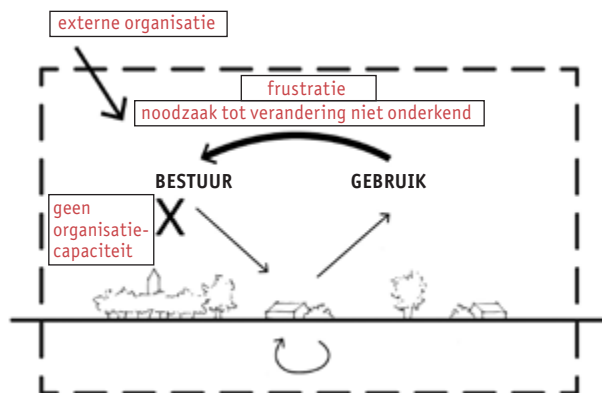 externe organisatie
frustratie
noodzaak tot verandering niet onderkend
BESTUUR
GEBRUIK
geen
organisatie-
capaciteit
X